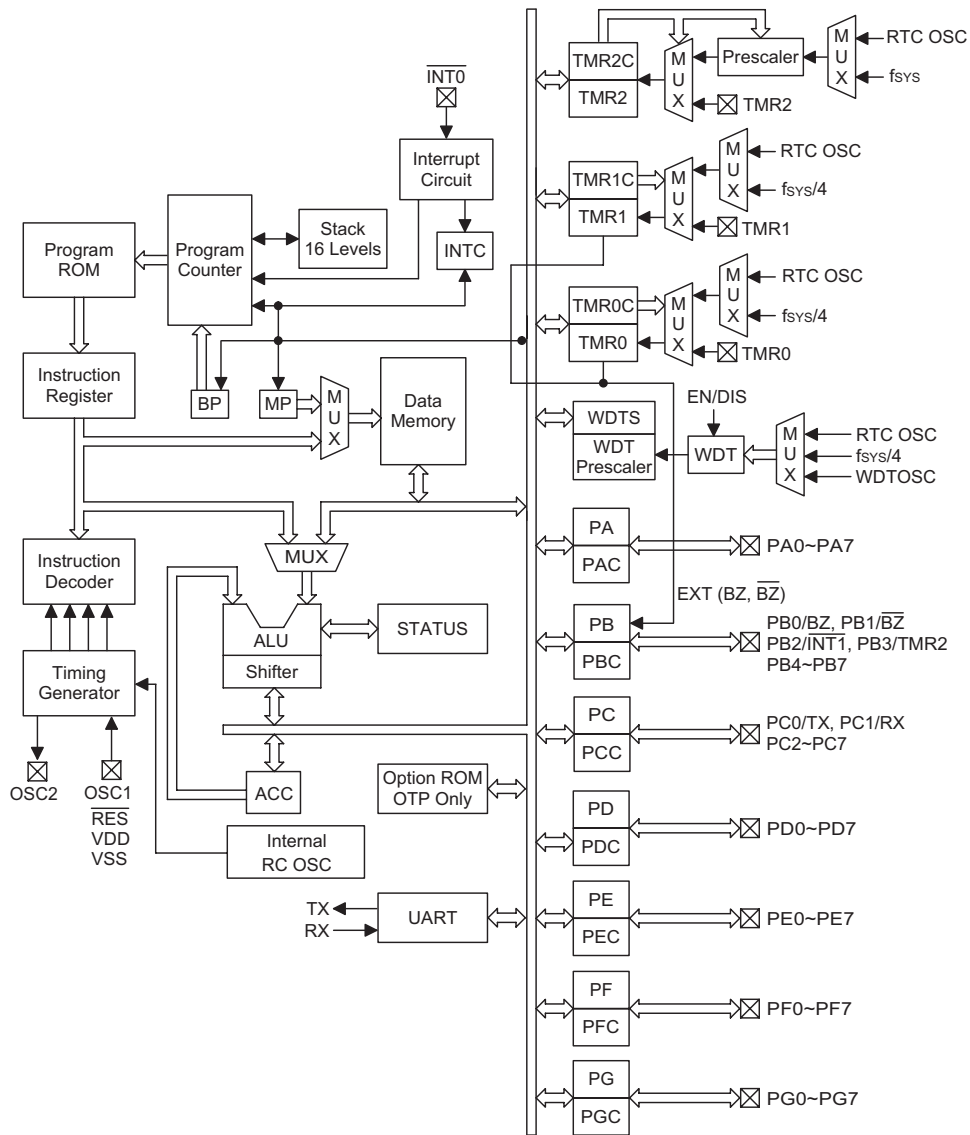 INT0
Interrupt
Circuit
INTC
Stack
16 Levels
Program
Counter
Program
ROM
Instruction
Register
BP
MP
M
U
X
Data
Memory
MUX
Instruction
Decoder
ALU
Shifter
STATUS
Timing
Generator
OSC2
OSC1
RES
VDD
VSS
ACC
Internal
RC OSC
Option ROM
OTP Only
TX
RX
UART
TMR2C
TMR2
M
U
X
Prescaler
M
U
X
RTC OSC
fSYS
TMR2
TMR1C
TMR1
M
U
X
M
U
X
RTC OSC
fSYS/4
TMR1
TMR0C
TMR0
M
U
X
M
U
X
RTC OSC
fSYS/4
TMR0
WDTS
WDT
Prescaler
EN/DIS
WDT
M
U
X
RTC OSC
fSYS/4
WDTOSC
PA
PAC
PA0~PA7
EXT (BZ, BZ)
PB
PBC
PB0/BZ, PB1/BZ
PB2/INT1, PB3/TMR2
PB4~PB7
PC
PCC
PC0/TX, PC1/RX
PC2~PC7
PD
PDC
PD0~PD7
PE
PEC
PE0~PE7
PF
PFC
PF0~PF7
PG
PGC
PG0~PG7